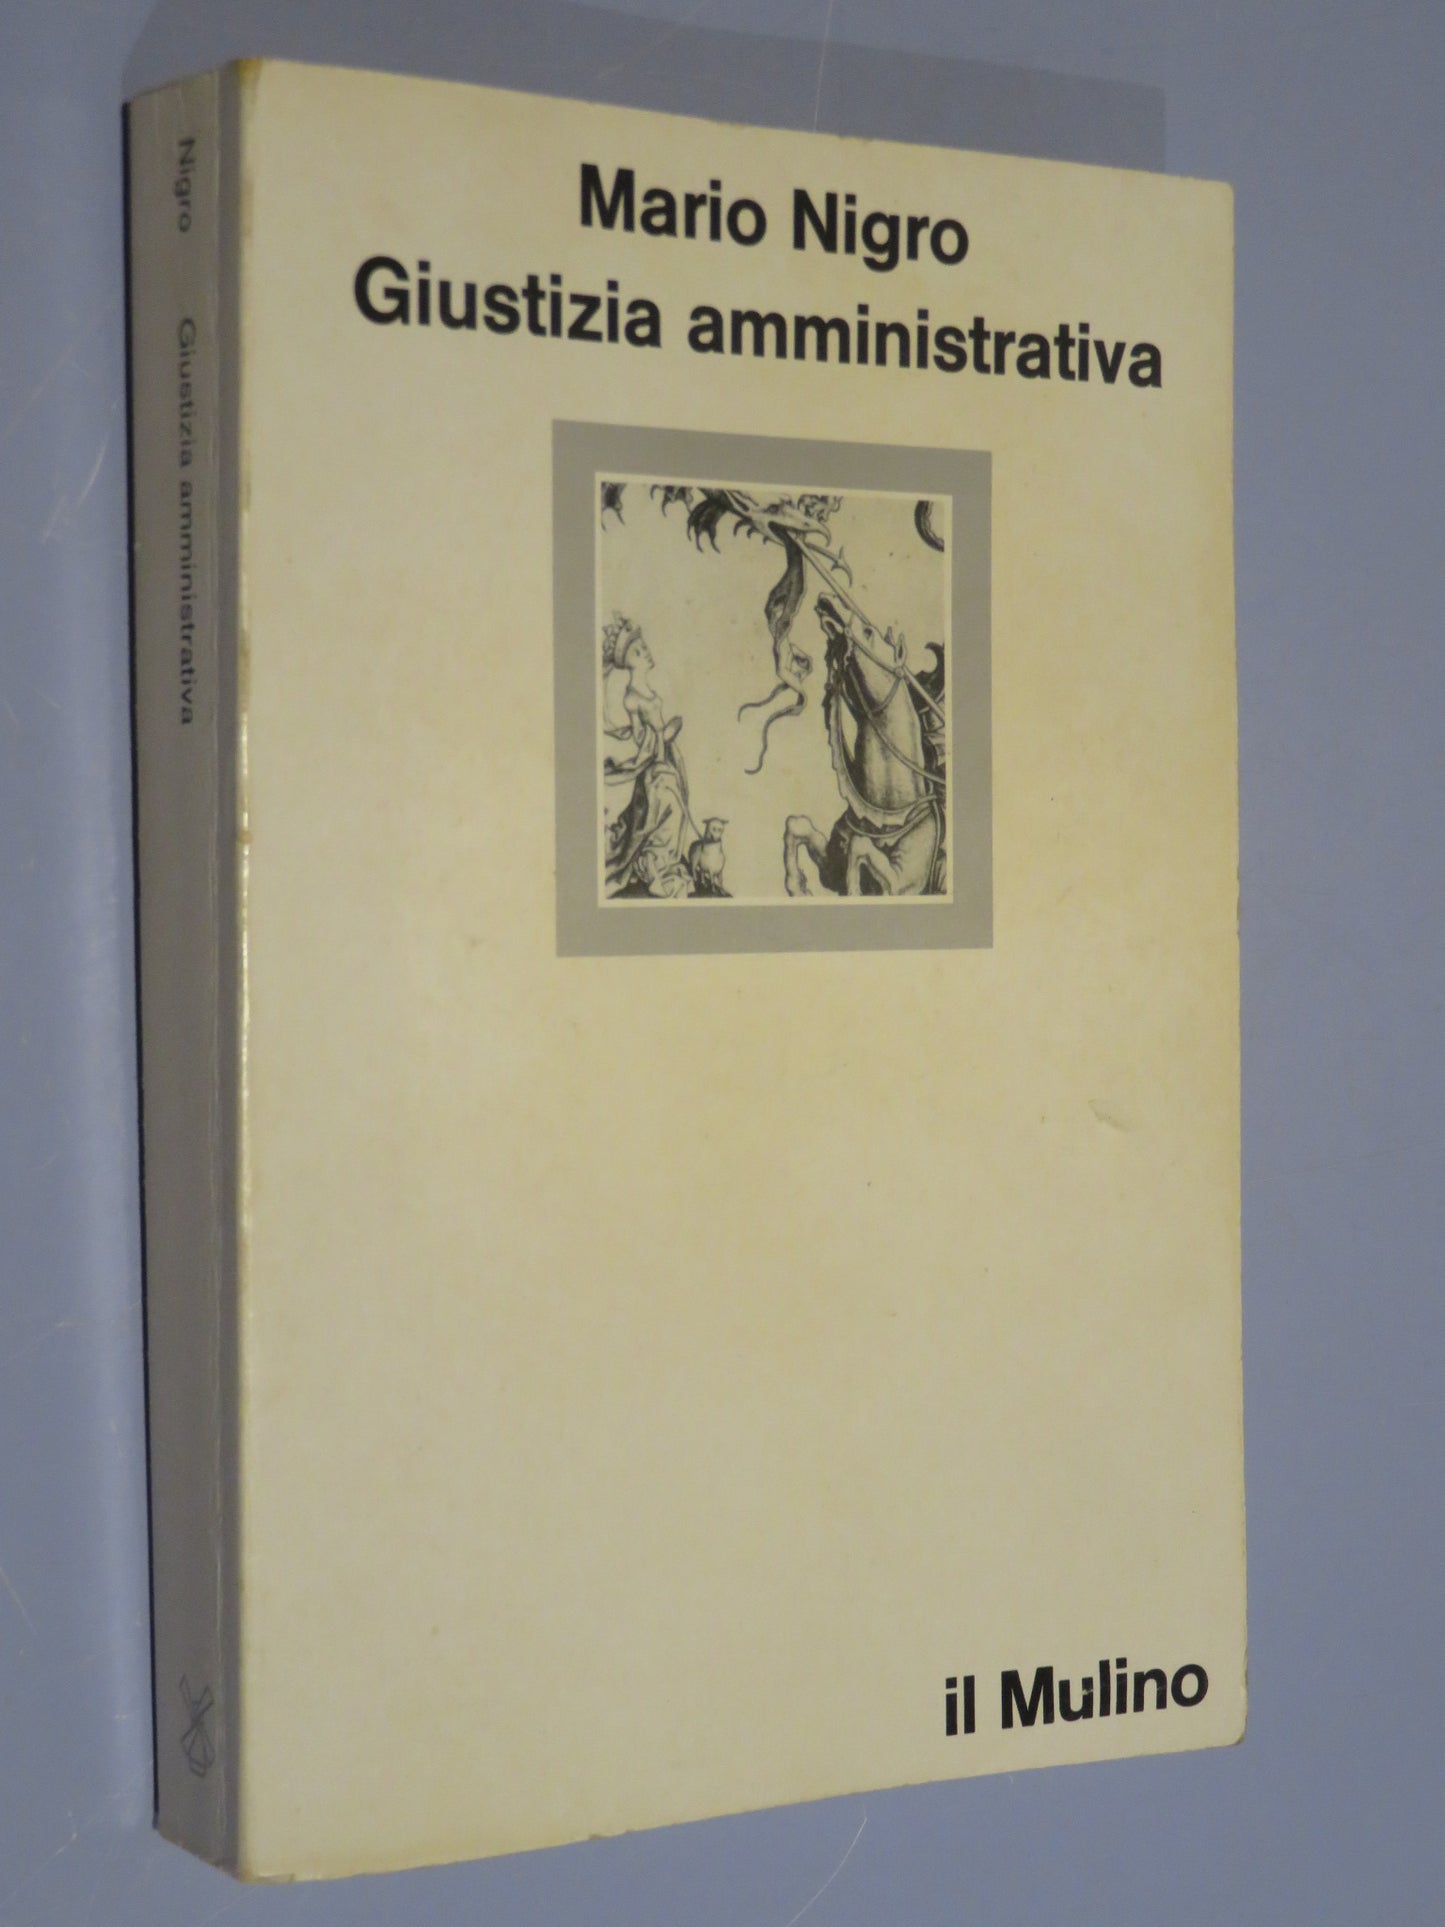 Mario Nigro
Giustizia amministrativa
il Mulino
Nigro Giustizia amministrativa